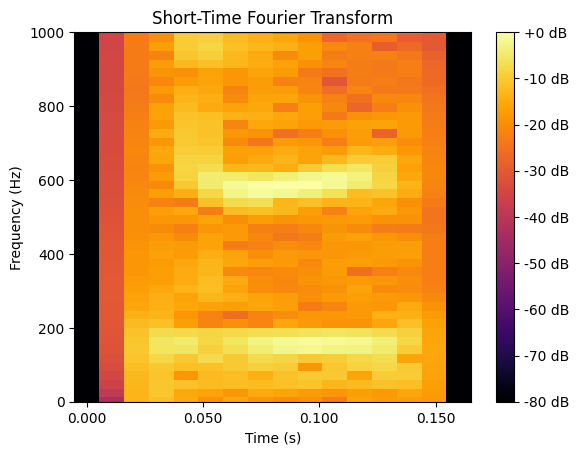 Short-Time Fourier Transform
1000
800
600
400
200
0
Frequency (Hz)
0.000
0.050
0.100
0.150
Time (s)
+0 dB
-10 dB
-20 dB
-30 dB
-40 dB
-50 dB
-60 dB
-70 dB
-80 dB